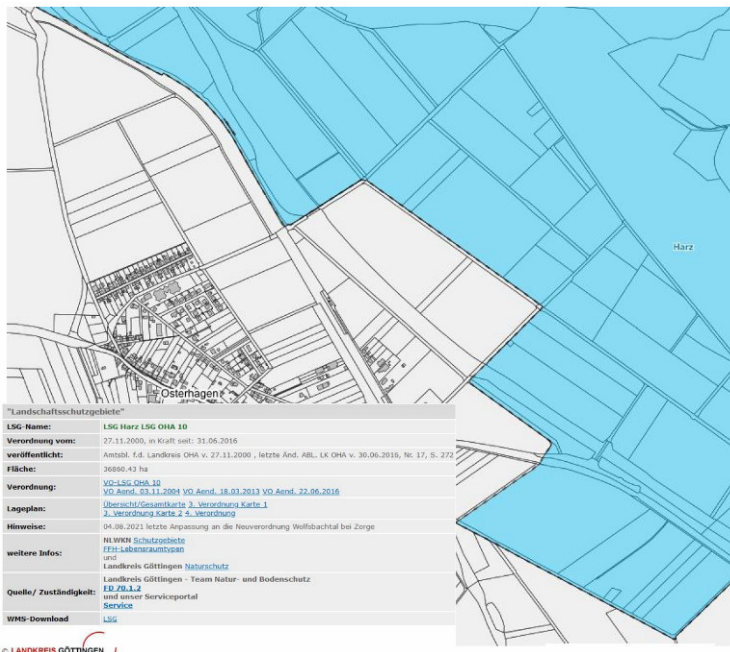 Harz
Osterhagen
"Landschaftsschutzgebiete"
LSG-Name: LSG Harz LSG OHA 10
Verordnung vom: 27.11.2000, in Kraft seit: 31.06.2016
veröffentlicht: Amtsbl. f.d. Landkreis OHA v. 27.11.2000 , letzte Änd. ABL. LK OHA v. 30.06.2016, Nr. 17, S. 272
Fläche: 36860.43 ha
Verordnung: VO-LSG OHA 10
VO Aend. 03.11.2004 VO Aend. 18.03.2013 VO Aend. 22.06.2016
Lageplan: Übersicht/Gesamtkarte 3. Verordnung Karte 1
3. Verordnung Karte 2 4. Verordnung
Hinweise: 04.08.2021 letzte Anpassung an die Neuverordnung Wolfsbachtal bei Zorge
weitere Infos: NLWKN Schutzgebiete
FFH-Lebensraumtypen
und
Landkreis Göttingen Naturschutz
Quelle/ Zuständigkeit: Landkreis Göttingen - Team Natur- und Bodenschutz
FD 70.1.2
und unser Serviceportal
Service
WMS-Download LSG
© LANDKREIS GÖTTINGEN